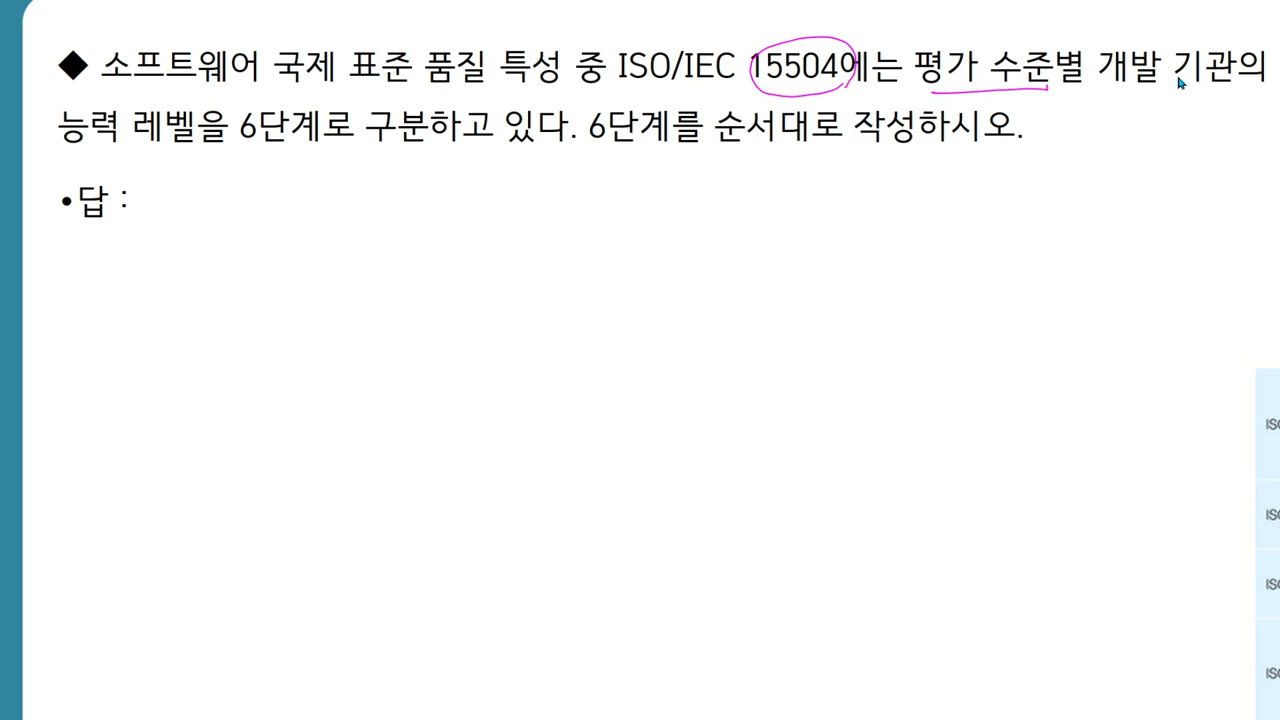 ◆ 소프트웨어 국제 표준 품질 특성 중 ISO/IEC 15504에는 평가 수준별 개발 기관의
능력 레벨을 6단계로 구분하고 있다. 6단계를 순서대로 작성하시오.
•답 :